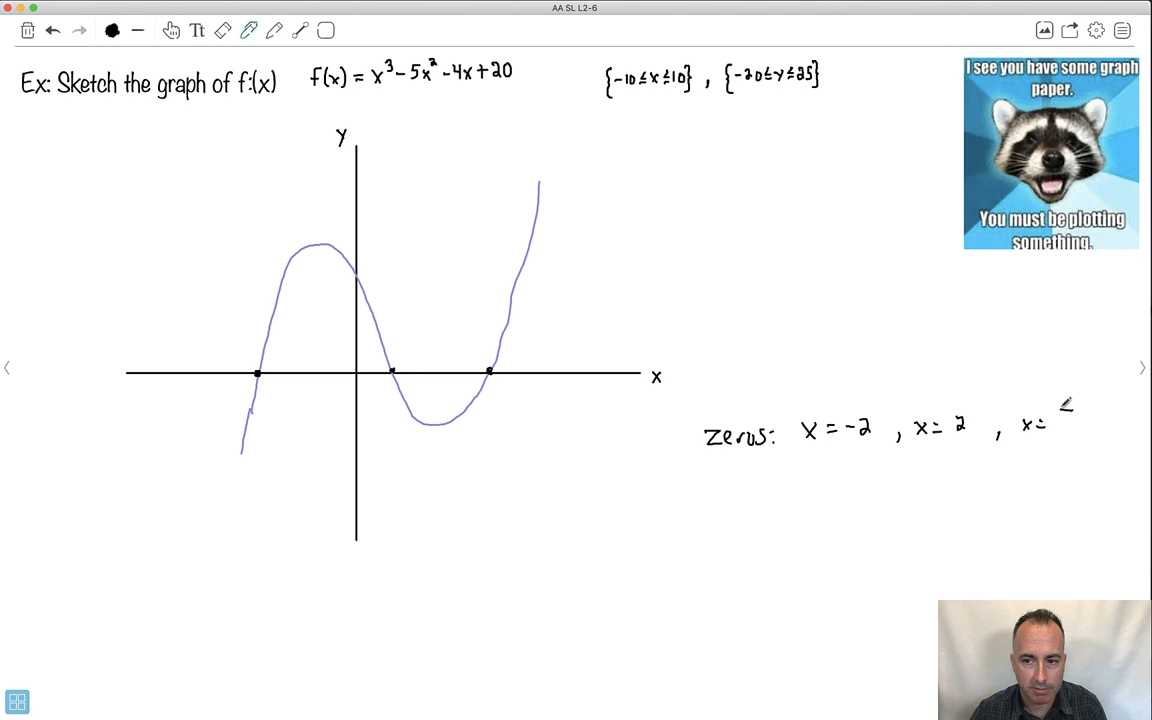 AA SL L2-6
Tt
Ex: Sketch the graph of f:(x) f(x) = x³-5x²-4x+20 {-10≤x≤10} , {-20≤y≤25}
I see you have some graph
paper.
You must be plotting
something.
y
x
zeros: x = -2 , x = 2 , x =